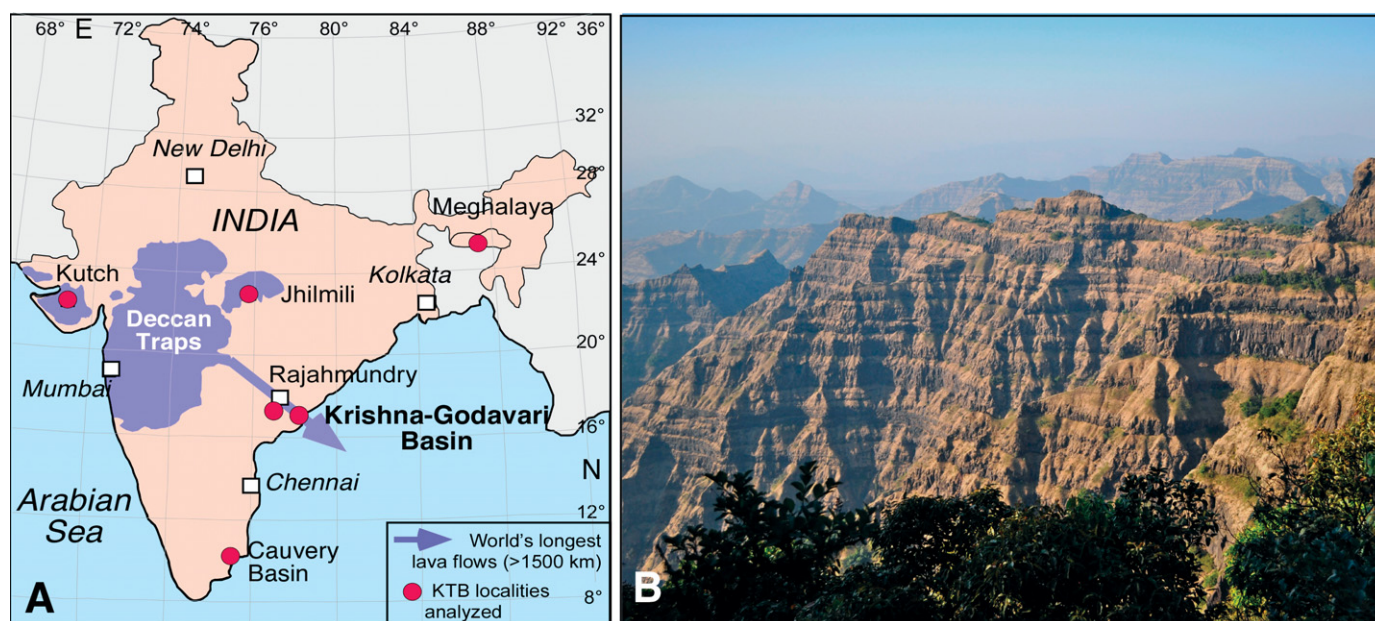 68° E 72° 74° 76° 80° 84° 88° 92° 36°
32°
New Delhi
28°
INDIA
Meghalaya
Kutch
Kolkata
24°
Jhilmili
Deccan
Traps
20°
Mumbai
Rajahmundry
Krishna-Godavari
Basin
16°
N
Arabian
Sea
Chennai
12°
Cauvery
Basin
World's longest
lava flows (>1500 km)
KTB localities
analyzed
8°
A
B